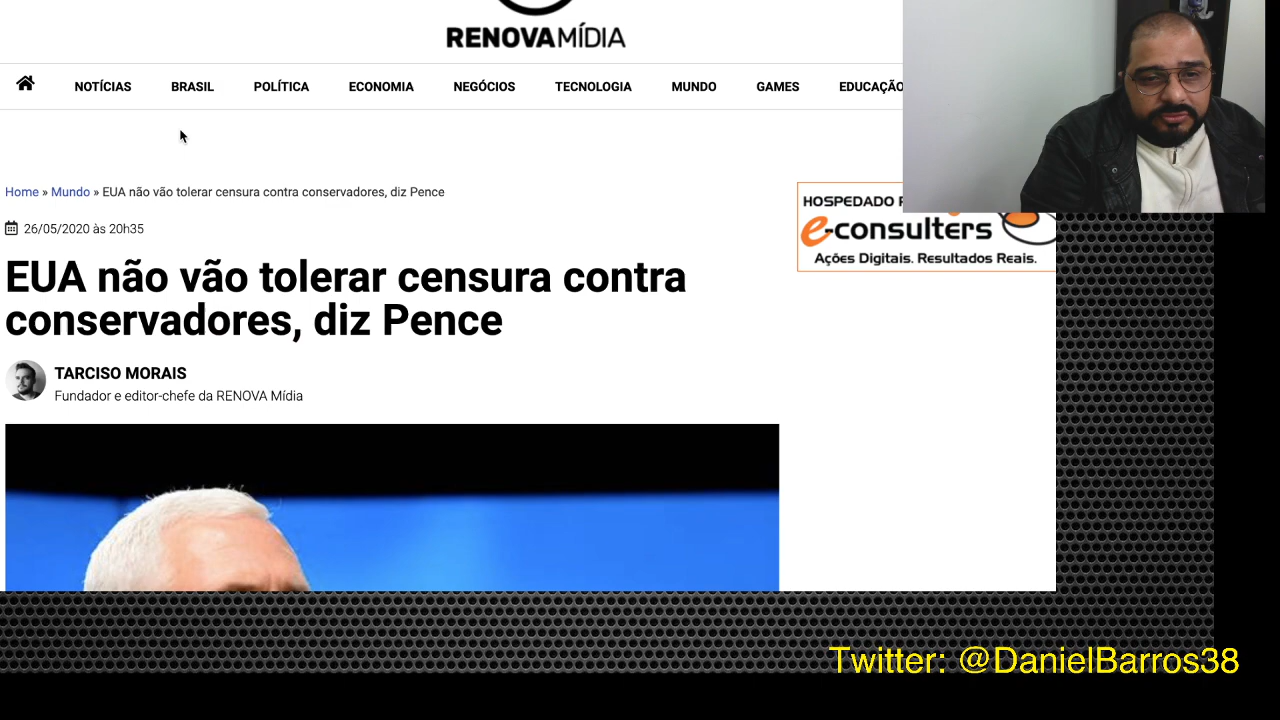 RENOVAMÍDIA
NOTÍCIAS BRASIL POLÍTICA ECONOMIA NEGÓCIOS TECNOLOGIA MUNDO GAMES EDUCAÇÃO
Home » Mundo » EUA não vão tolerar censura contra conservadores, diz Pence
26/05/2020 às 20h35
HOSPEDADO
e-consulters
Ações Digitais. Resultados Reais.
EUA não vão tolerar censura contra
conservadores, diz Pence
TARCISO MORAIS
Fundador e editor-chefe da RENOVA Mídia
Twitter: @DanielBarros38